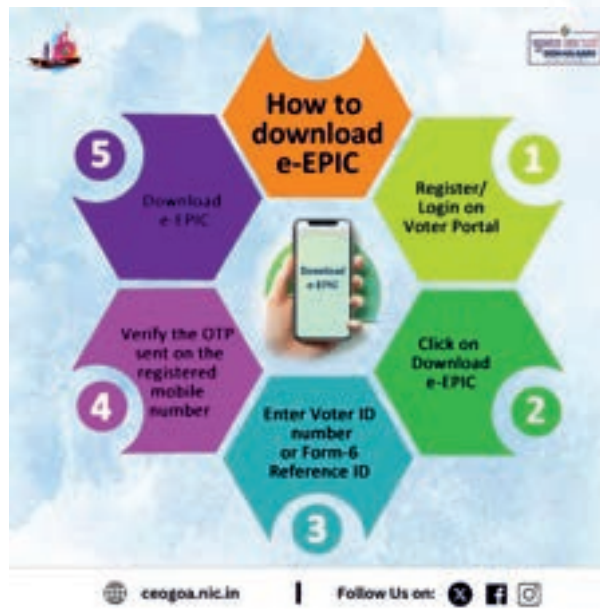 How to
download
e-EPIC
1
Register/
Login on
Voter Portal
Click on
Download
e-EPIC
2
Enter Voter ID
number
or Form-6
Reference ID
3
Verify the OTP
sent on the
registered
mobile
number
4
5
Download
e-EPIC
Download
e-EPIC
ceogoa.nic.in
Follow Us on: